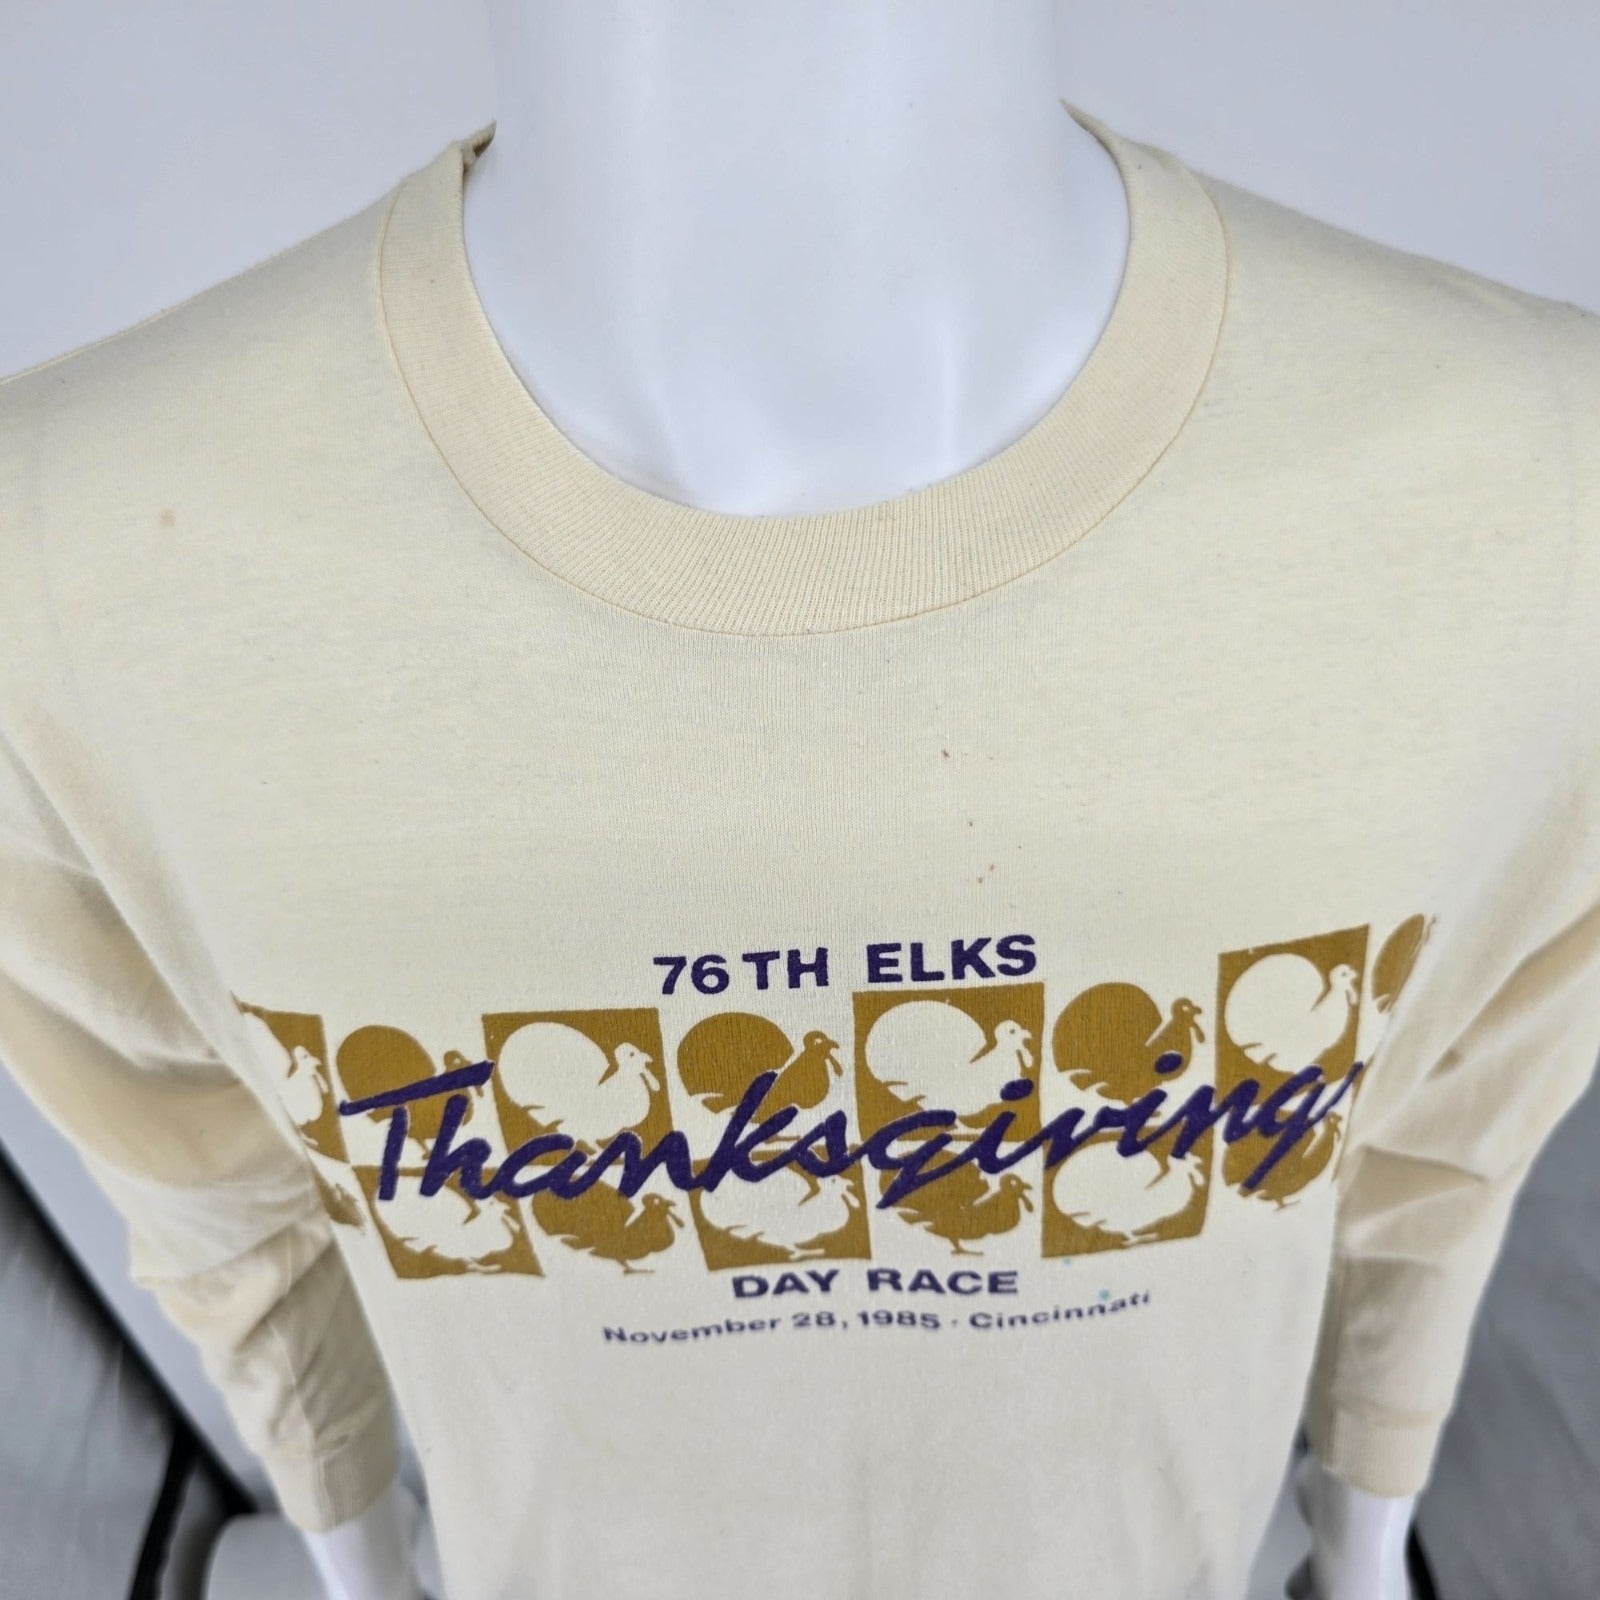 76TH ELKS
Thanksgiving
DAY RACE
November 28, 1985 · Cincinnati